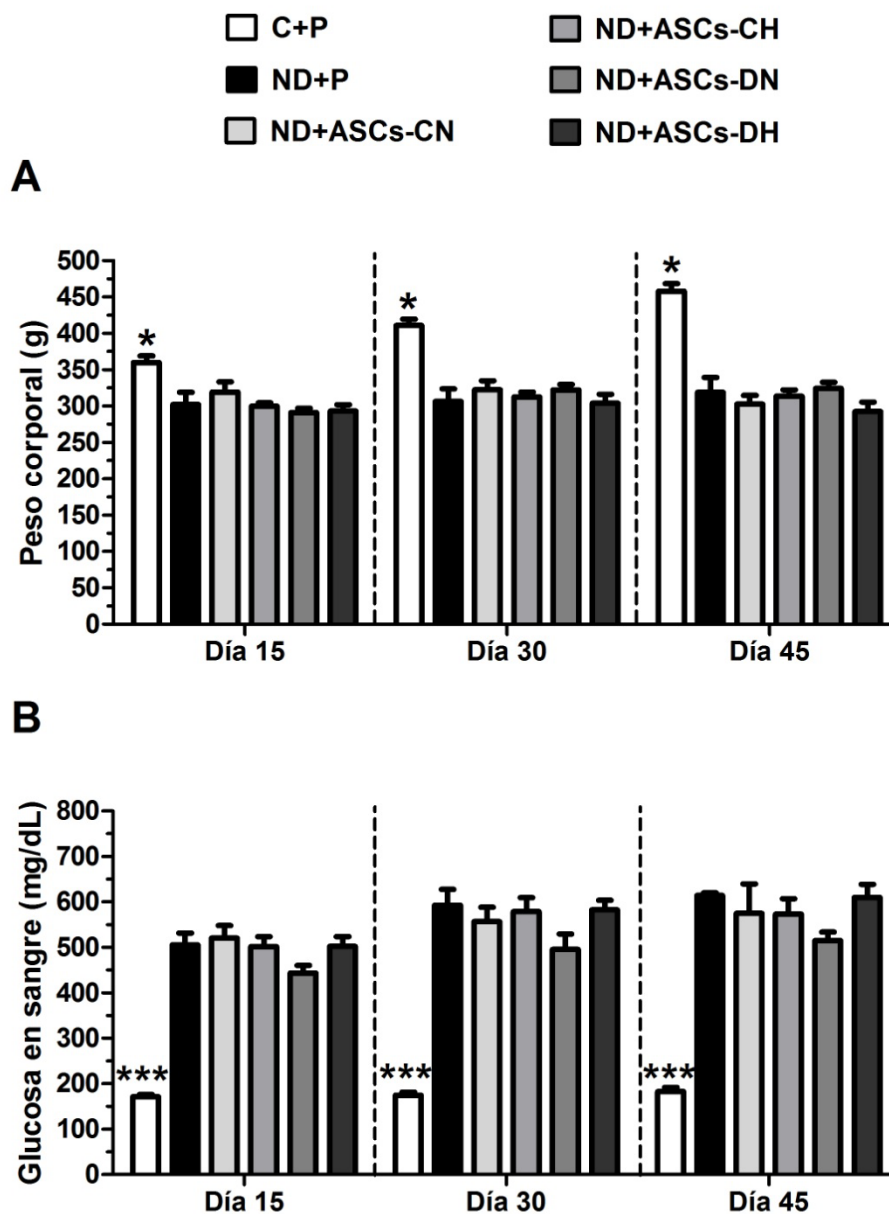 C+P
ND+P
ND+ASCs-CN
ND+ASCs-CH
ND+ASCs-DN
ND+ASCs-DH
A
Peso corporal (g)
500
450
400
350
300
250
200
150
100
50
0
*
*
*
Día 15 Día 30 Día 45
B
Glucosa en sangre (mg/dL)
800
700
600
500
400
300
200
100
0
***
***
***
Día 15 Día 30 Día 45